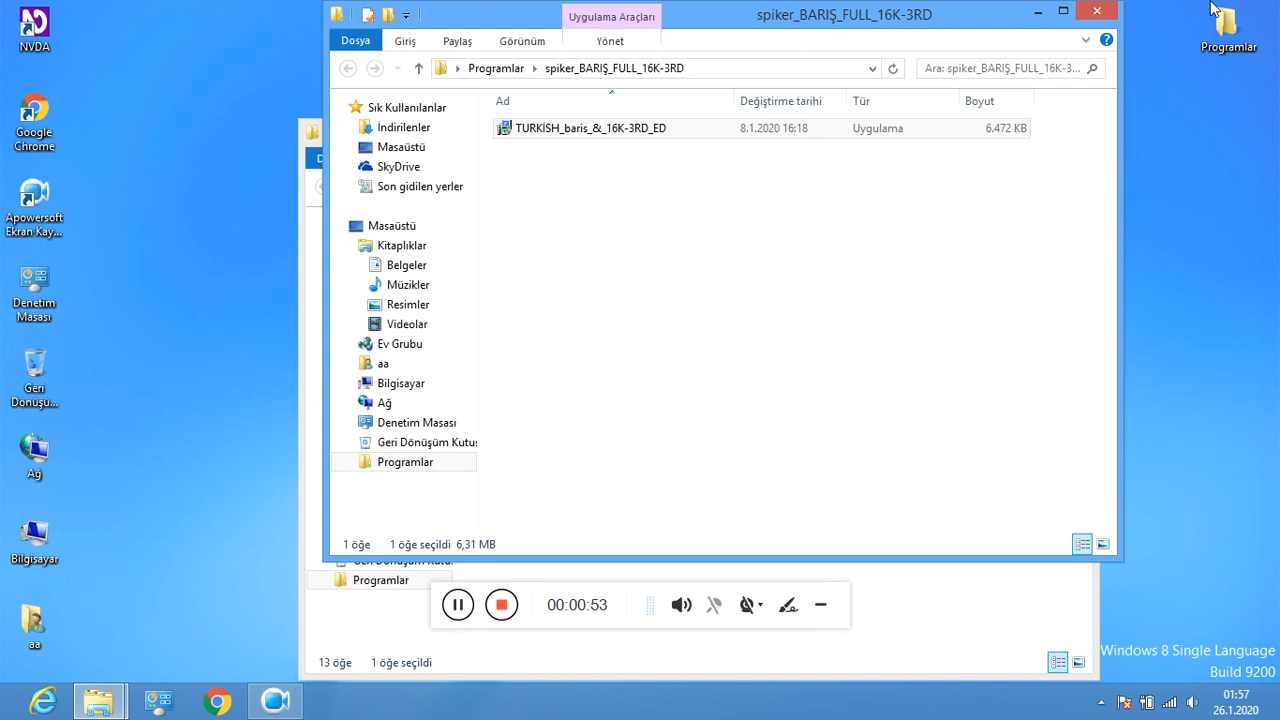 NVDA
Google
Chrome
Apowersoft
Ekran Kay...
Denetim
Masası
Geri
Dönüşü...
Ağ
Bilgisayar
aa
Uygulama Araçları
spiker_BARIŞ_FULL_16K-3RD
Dosya
Giriş
Paylaş
Görünüm
Yönet
Programlar
spiker_BARIŞ_FULL_16K-3RD
Ara: spiker_BARIŞ_FULL_16K-3...
Sık Kullanılanlar
İndirilenler
Masaüstü
SkyDrive
Son gidilen yerler
Masaüstü
Kitaplıklar
Belgeler
Müzikler
Resimler
Videolar
Ev Grubu
aa
Bilgisayar
Ağ
Denetim Masası
Geri Dönüşüm Kutus
Programlar
Ad
Değiştirme tarihi
Tür
Boyut
TURKİSH_baris_&_16K-3RD_ED
8.1.2020 16:18
Uygulama
6.472 KB
1 öğe
1 öğe seçildi 6,31 MB
Programlar
00:00:53
13 öğe
1 öğe seçildi
Programlar
Windows 8 Single Language
Build 9200
01:57
26.1.2020